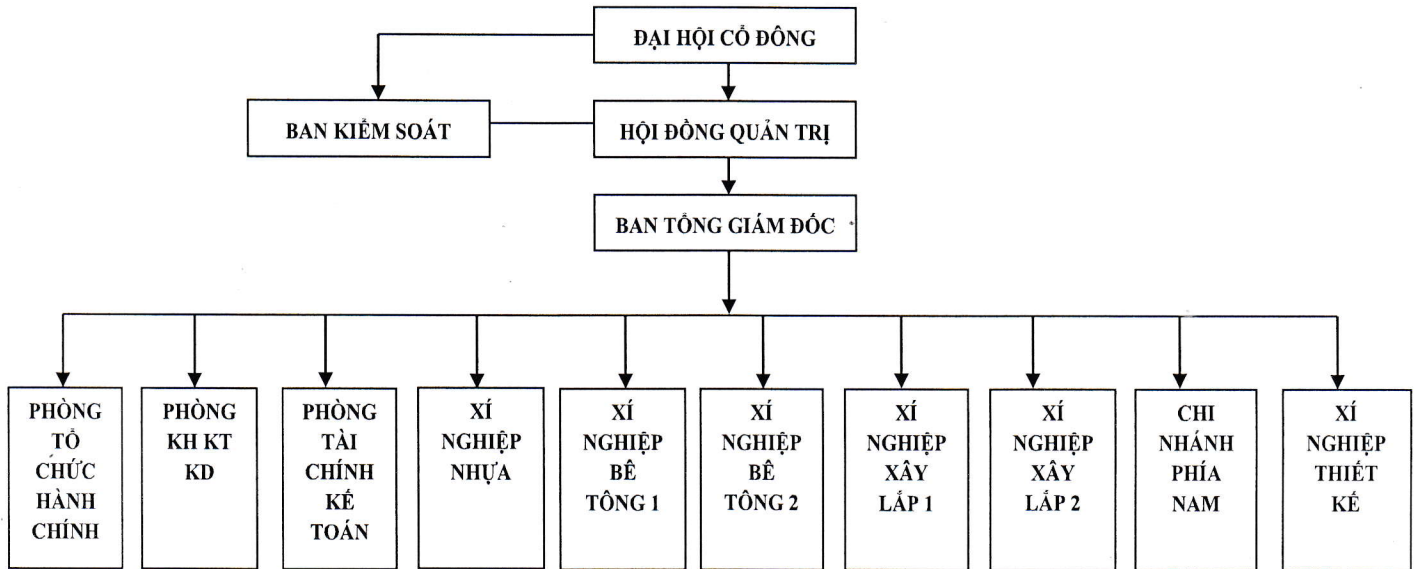 ĐẠI HỘI CỔ ĐÔNG
BAN KIỂM SOÁT
HỘI ĐỒNG QUẢN TRỊ
BAN TỔNG GIÁM ĐỐC
PHÒNG
TỔ
CHỨC
HÀNH
CHÍNH
PHÒNG
KH KT
KD
PHÒNG
TÀI
CHÍNH
KẾ
TOÁN
XÍ
NGHIỆP
NHỰA
XÍ
NGHIỆP
BÊ
TÔNG 1
XÍ
NGHIỆP
BÊ
TÔNG 2
XÍ
NGHIỆP
XÂY
LẮP 1
XÍ
NGHIỆP
XÂY
LẮP 2
CHI
NHÁNH
PHÍA
NAM
XÍ
NGHIỆP
THIẾT
KẾ